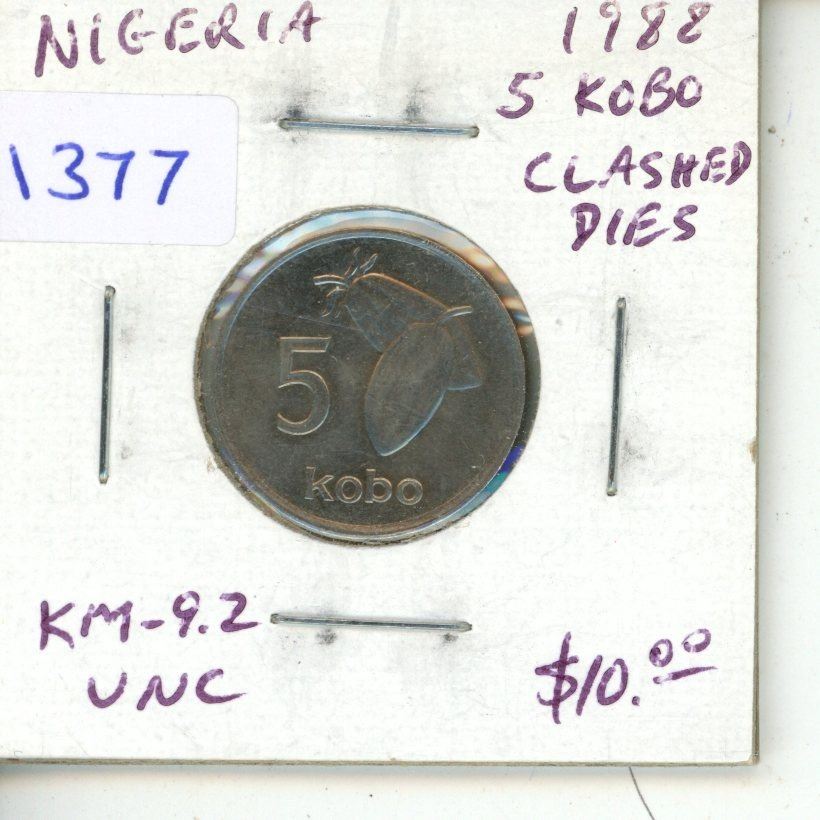 NIGERIA
1988
5 KOBO
CLASHED
DIES
1377
5
kobo
KM-9.2
UNC
$10.00